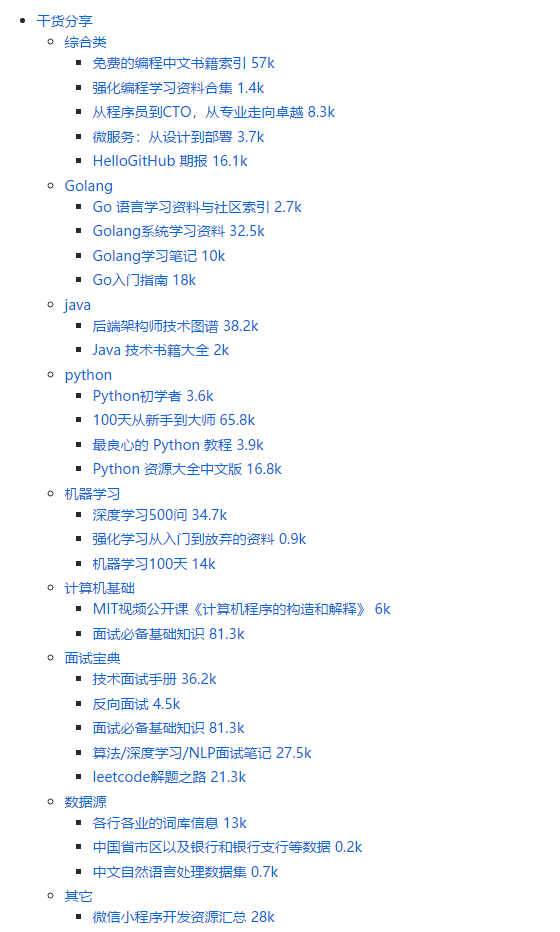 干货分享
综合类
免费的编程中文书籍索引 57k
强化编程学习资料合集 1.4k
从程序员到CTO，从专业走向卓越 8.3k
微服务：从设计到部署 3.7k
HelloGitHub 期报 16.1k
Golang
Go 语言学习资料与社区索引 2.7k
Golang系统学习资料 32.5k
Golang学习笔记 10k
Go入门指南 18k
java
后端架构师技术图谱 38.2k
Java 技术书籍大全 2k
python
Python初学者 3.6k
100天从新手到大师 65.8k
最良心的 Python 教程 3.9k
Python 资源大全中文版 16.8k
机器学习
深度学习500问 34.7k
强化学习从入门到放弃的资料 0.9k
机器学习100天 14k
计算机基础
MIT视频公开课《计算机程序的构造和解释》 6k
面试必备基础知识 81.3k
面试宝典
技术面试手册 36.2k
反向面试 4.5k
面试必备基础知识 81.3k
算法/深度学习/NLP面试笔记 27.5k
leetcode解题之路 21.3k
数据源
各行各业的词库信息 13k
中国省市区以及银行和银行支行等数据 0.2k
中文自然语言处理数据集 0.7k
其它
微信小程序开发资源汇总 28k